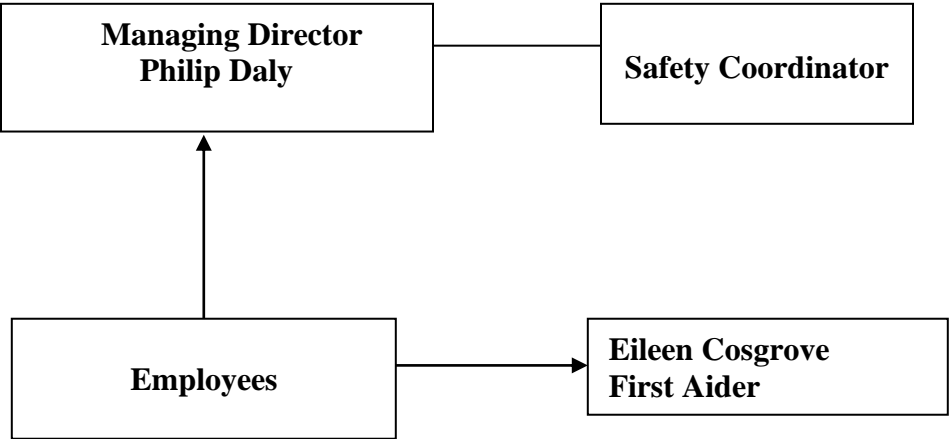 Managing Director
Philip Daly
Safety Coordinator
Employees
Eileen Cosgrove
First Aider